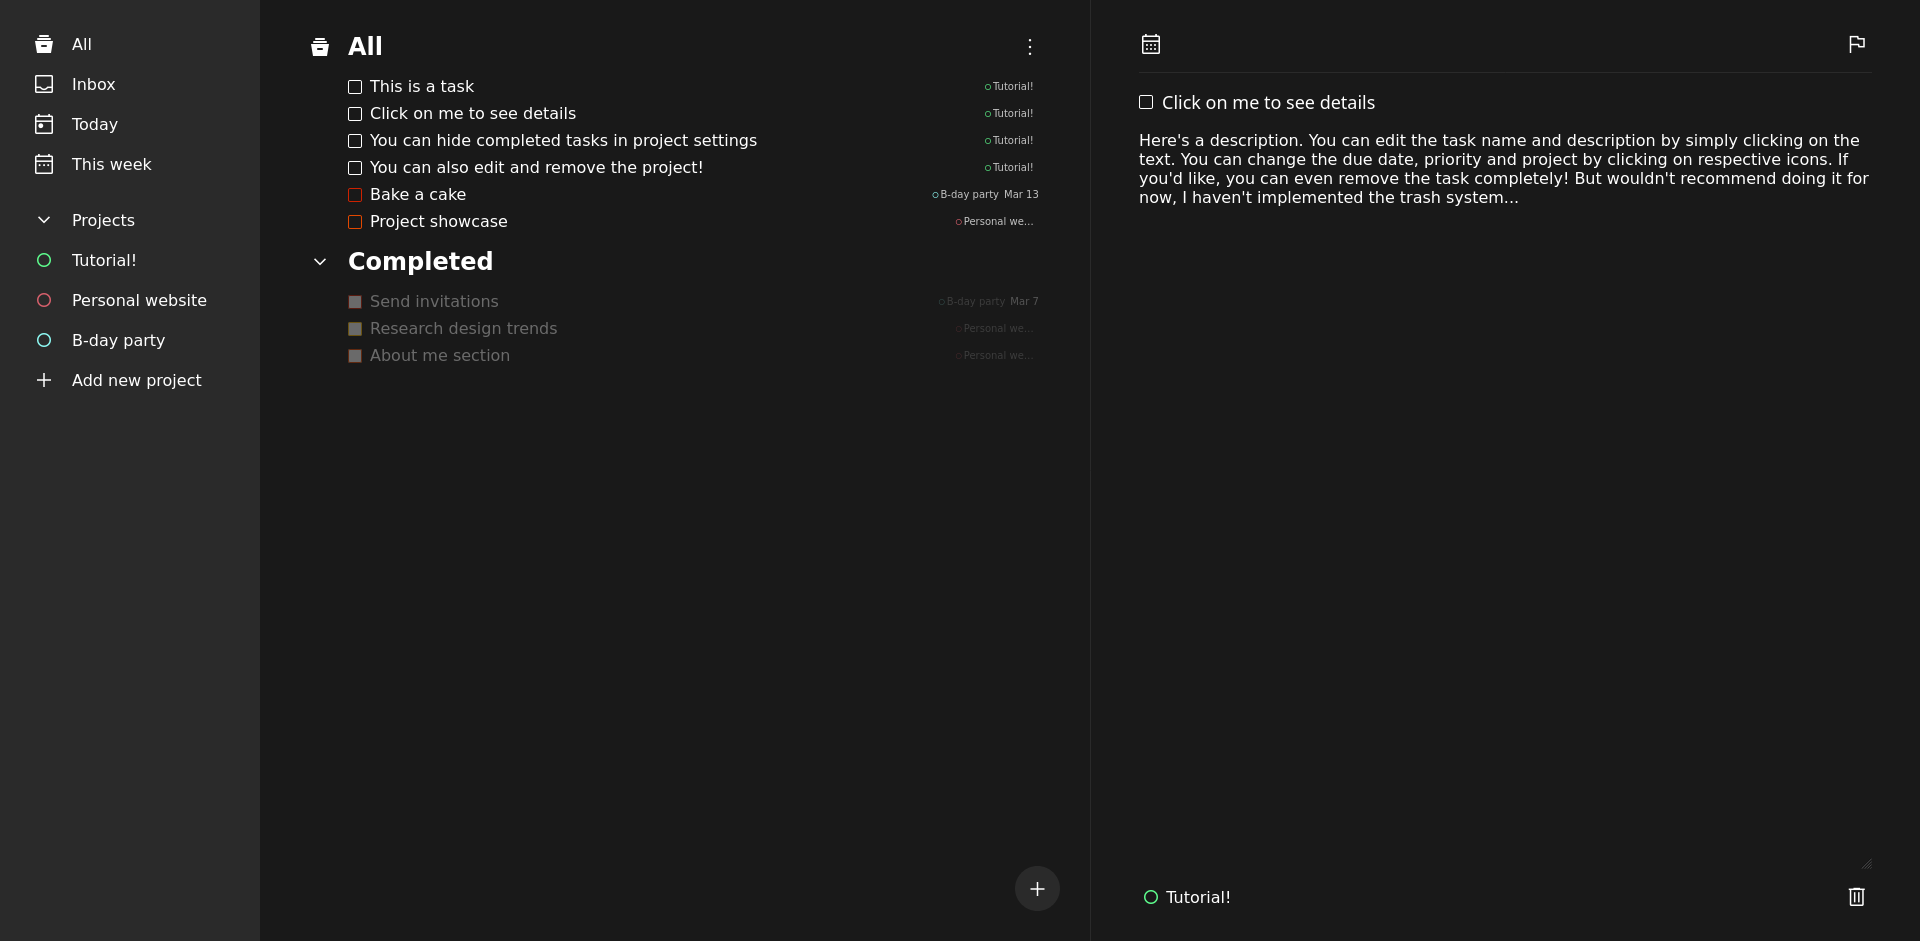 All
Inbox
Today
This week
Projects
Tutorial!
Personal website
B-day party
Add new project
All
This is a task Tutorial!
Click on me to see details Tutorial!
You can hide completed tasks in project settings Tutorial!
You can also edit and remove the project! Tutorial!
Bake a cake B-day party Mar 13
Project showcase Personal we...
Completed
Send invitations B-day party Mar 7
Research design trends Personal we...
About me section Personal we...
Click on me to see details
Here's a description. You can edit the task name and description by simply clicking on the
text. You can change the due date, priority and project by clicking on respective icons. If
you'd like, you can even remove the task completely! But wouldn't recommend doing it for
now, I haven't implemented the trash system...
Tutorial!